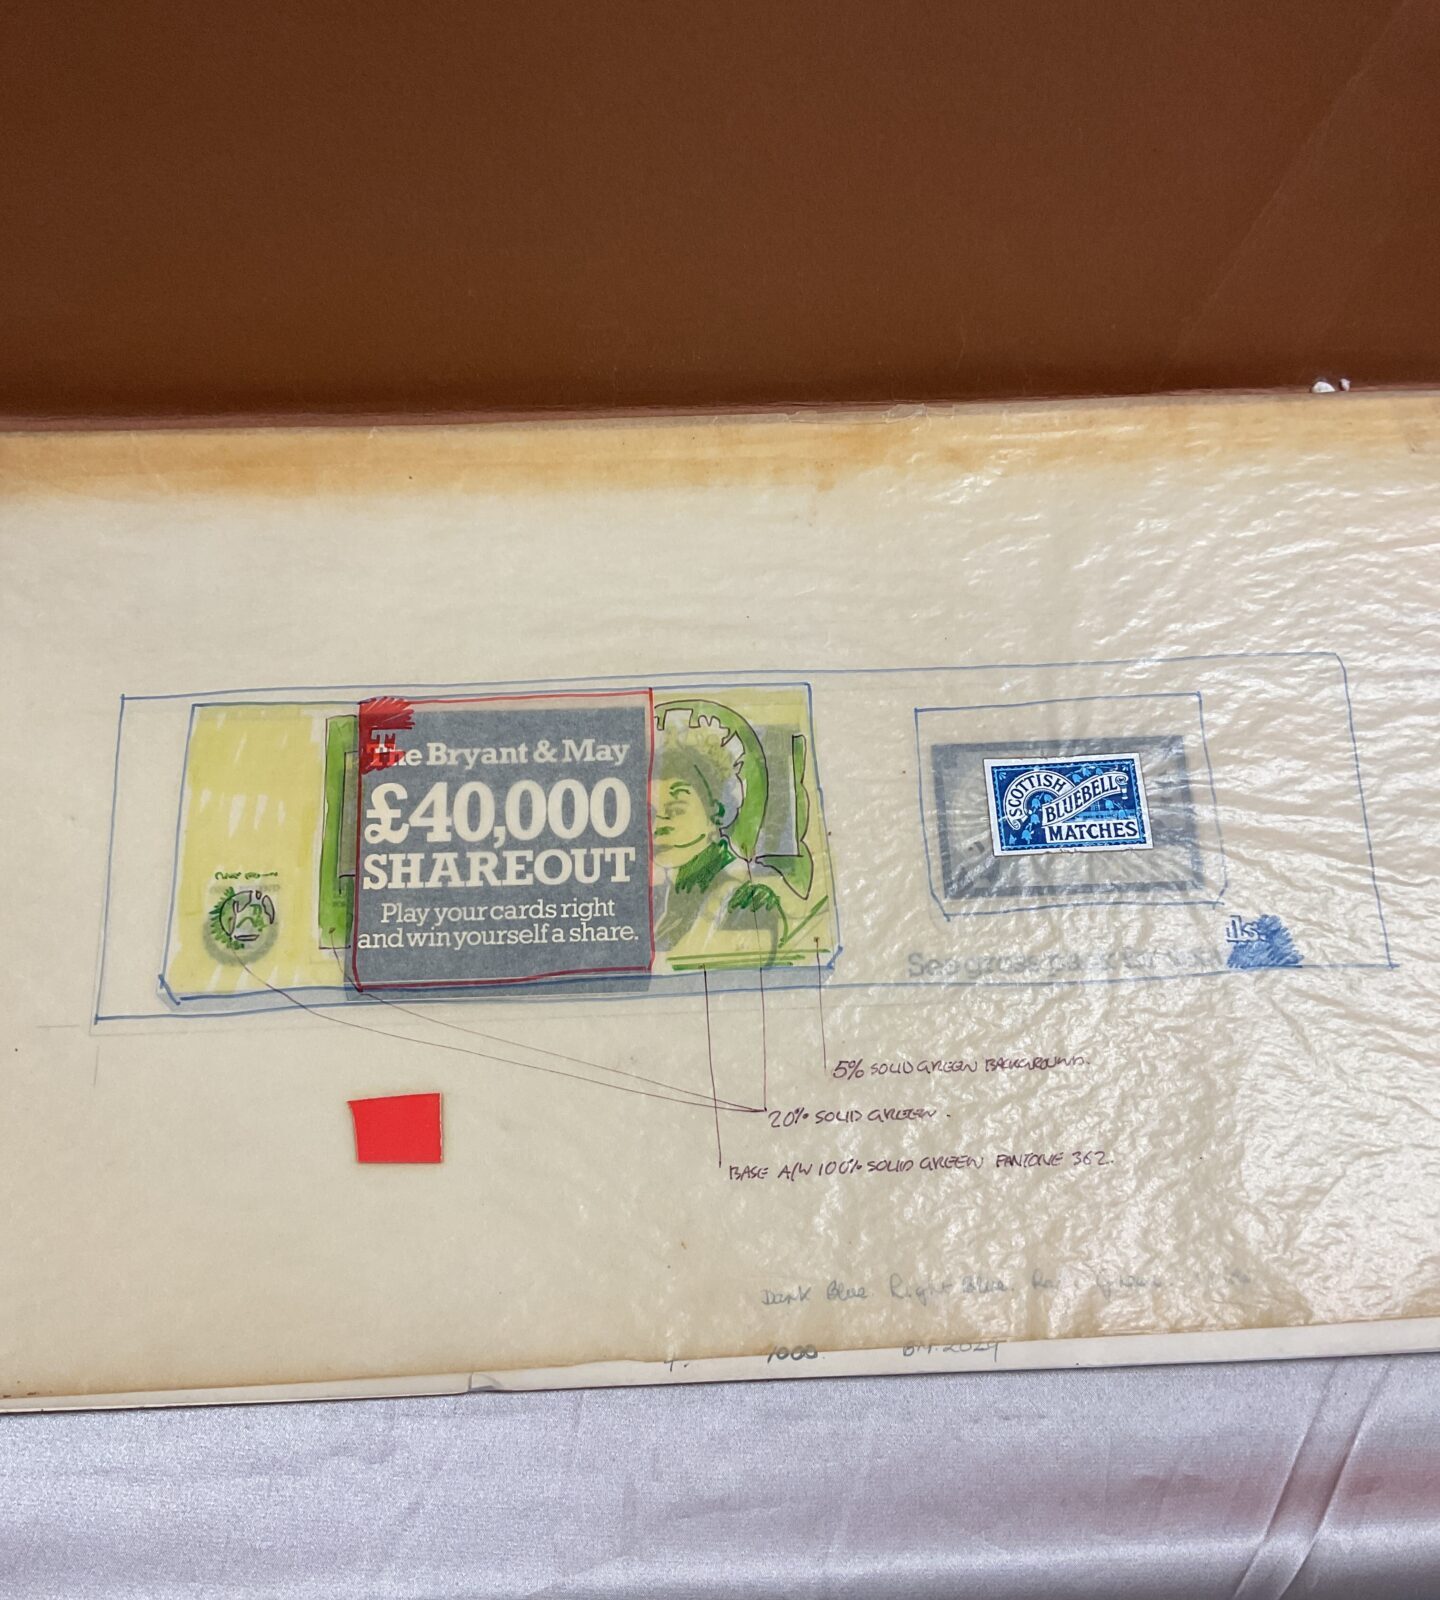 The Bryant & May
£40,000
SHAREOUT
Play your cards right
and win yourself a share.
SCOTTISH
BLUEBELL
MATCHES
5% SOLID GREEN BACKGROUND.
20% SOLID GREEN.
BASE A/W 100% SOLID GREEN PANTONE 362.
Dark Blue
1000